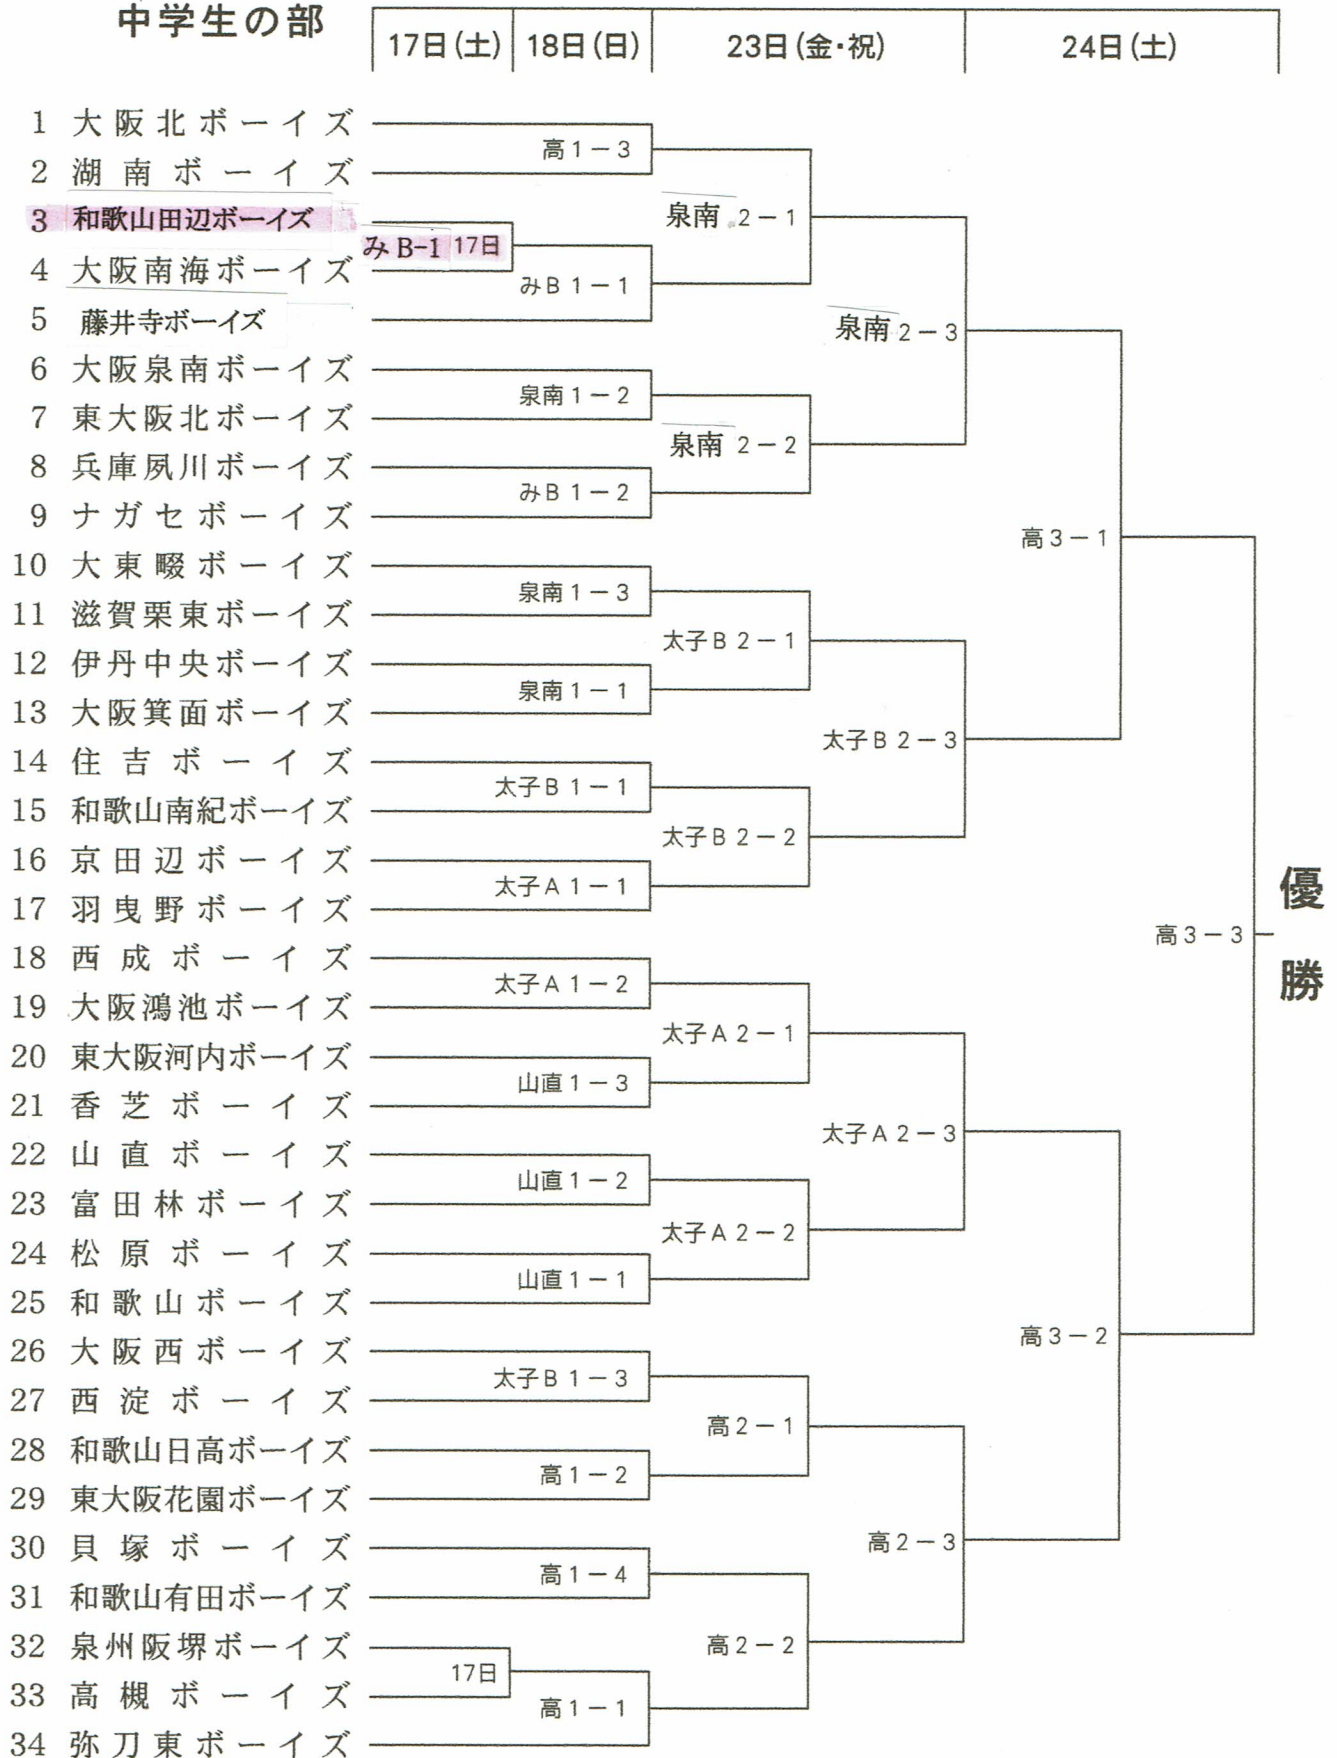 中学生の部
17日(土) 18日(日) 23日(金・祝) 24日(土)
1 大阪北ボーイズ
高1－3
2 湖南ボーイズ
3 和歌山田辺ボーイズ
泉南 2－1
みB-1 17日
4 大阪南海ボーイズ
みB 1－1
5 藤井寺ボーイズ
泉南 2－3
6 大阪泉南ボーイズ
泉南1－2
7 東大阪北ボーイズ
泉南 2－2
8 兵庫夙川ボーイズ
みB 1－2
9 ナガセボーイズ
高3－1
10 大東畷ボーイズ
泉南1－3
11 滋賀栗東ボーイズ
太子B 2－1
12 伊丹中央ボーイズ
泉南1－1
13 大阪箕面ボーイズ
太子B 2－3
14 住吉ボーイズ
太子B 1－1
15 和歌山南紀ボーイズ
太子B 2－2
16 京田辺ボーイズ
太子A 1－1
17 羽曳野ボーイズ
高3－3
優勝
18 西成ボーイズ
太子A 1－2
19 大阪鴻池ボーイズ
太子A 2－1
20 東大阪河内ボーイズ
山直1－3
21 香芝ボーイズ
太子A 2－3
22 山直ボーイズ
山直1－2
23 富田林ボーイズ
太子A 2－2
24 松原ボーイズ
山直1－1
25 和歌山ボーイズ
高3－2
26 大阪西ボーイズ
太子B 1－3
27 西淀ボーイズ
高2－1
28 和歌山日高ボーイズ
高1－2
29 東大阪花園ボーイズ
高2－3
30 貝塚ボーイズ
高1－4
31 和歌山有田ボーイズ
高2－2
32 泉州阪堺ボーイズ
17日
33 高槻ボーイズ
高1－1
34 弥刀東ボーイズ